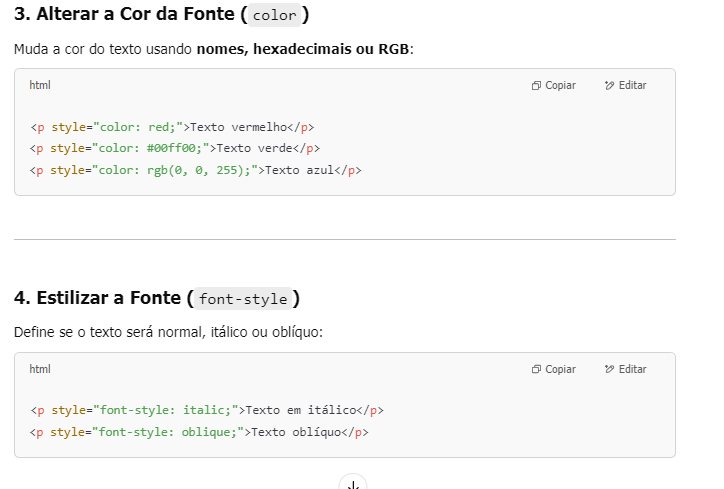 3. Alterar a Cor da Fonte (color)
Muda a cor do texto usando nomes, hexadecimais ou RGB:
html Copiar Editar
<p style="color: red;">Texto vermelho</p>
<p style="color: #00ff00;">Texto verde</p>
<p style="color: rgb(0, 0, 255);">Texto azul</p>
4. Estilizar a Fonte (font-style)
Define se o texto será normal, itálico ou oblíquo:
html Copiar Editar
<p style="font-style: italic;">Texto em itálico</p>
<p style="font-style: oblique;">Texto oblíquo</p>